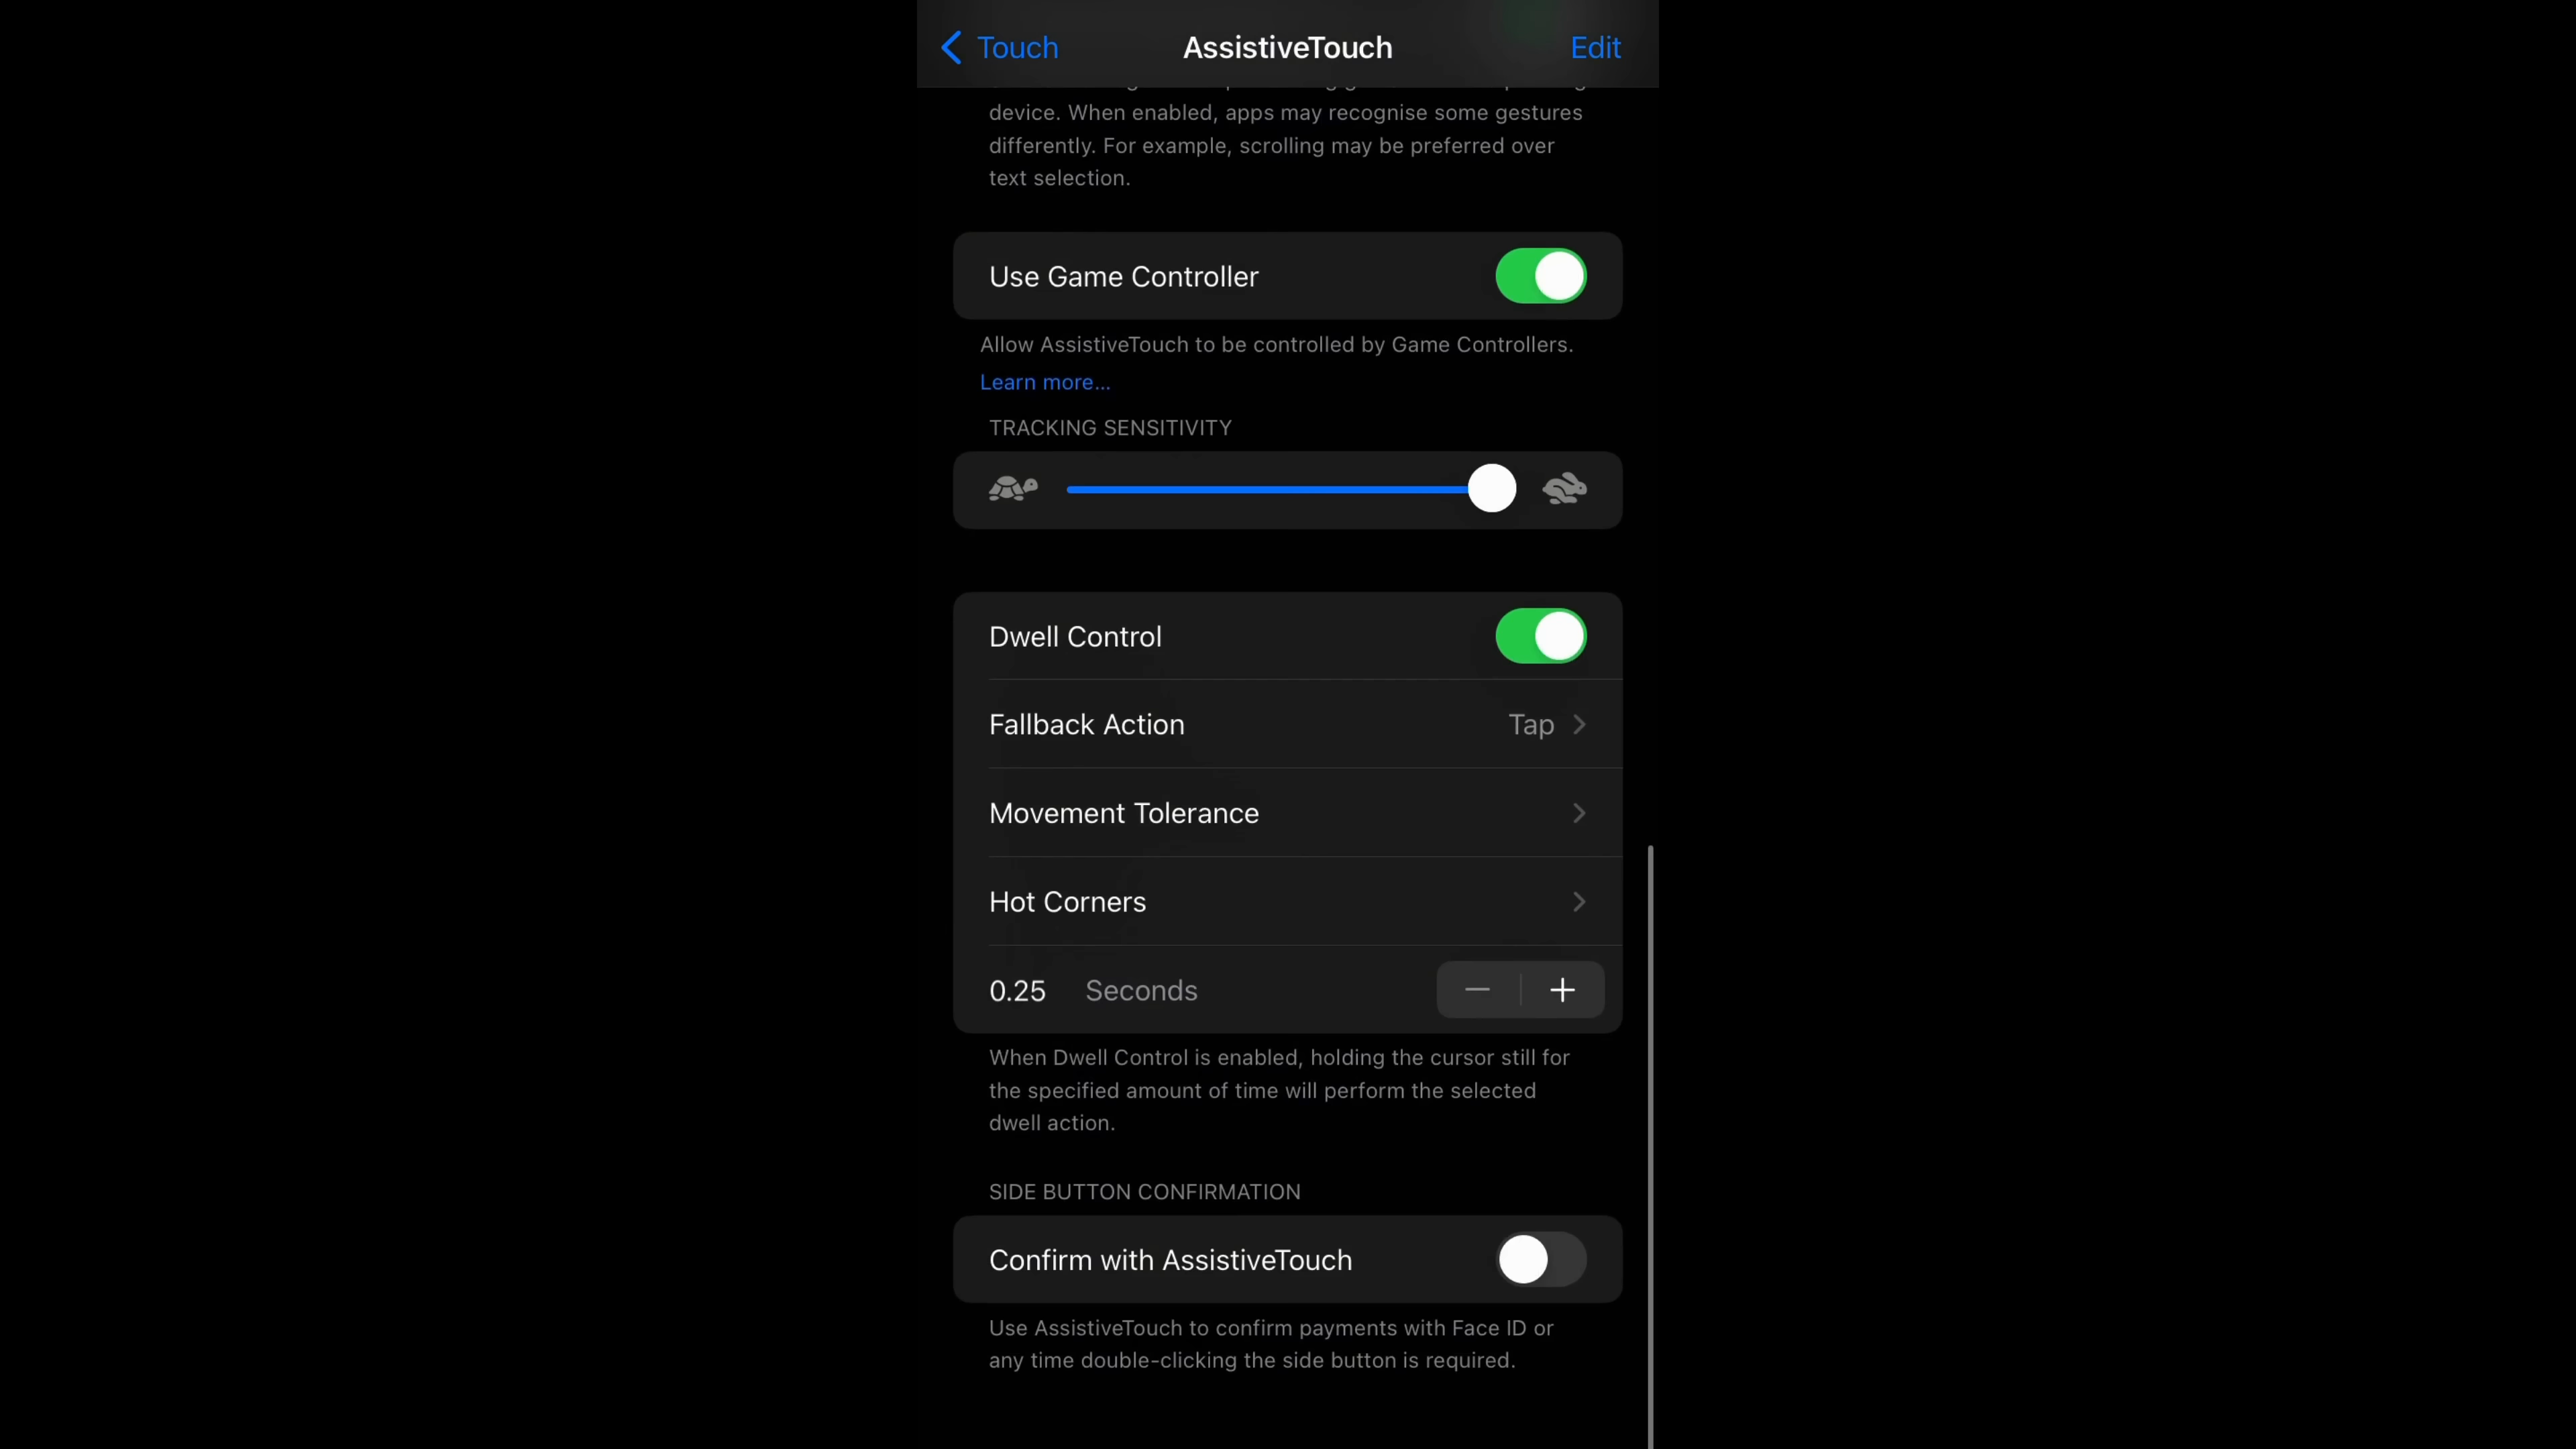 Touch
AssistiveTouch
Edit
device. When enabled, apps may recognise some gestures
differently. For example, scrolling may be preferred over
text selection.
Use Game Controller
Allow AssistiveTouch to be controlled by Game Controllers.
Learn more...
TRACKING SENSITIVITY
Dwell Control
Fallback Action
Tap
Movement Tolerance
Hot Corners
0.25 Seconds
When Dwell Control is enabled, holding the cursor still for
the specified amount of time will perform the selected
dwell action.
SIDE BUTTON CONFIRMATION
Confirm with AssistiveTouch
Use AssistiveTouch to confirm payments with Face ID or
any time double-clicking the side button is required.